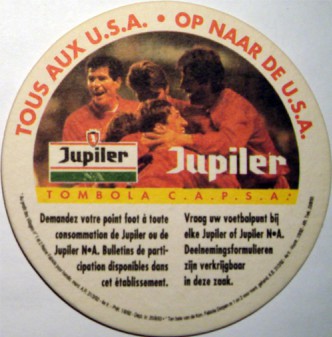 TOUS AUX U.S.A. • OP NAAR DE U.S.A.
Jupiler
N•A
Jupiler
TOMBOLA C.A.P.S.A.*
Demandez votre point foot à toute
consommation de Jupiler ou de
Jupiler N•A. Bulletins de parti-
cipation disponibles dans
cet établissement.
Vraag uw voetbalpunt bij
elke Jupiler of Jupiler N•A.
Deelnemingsformulieren
zijn verkrijgbaar
in deze zaak.